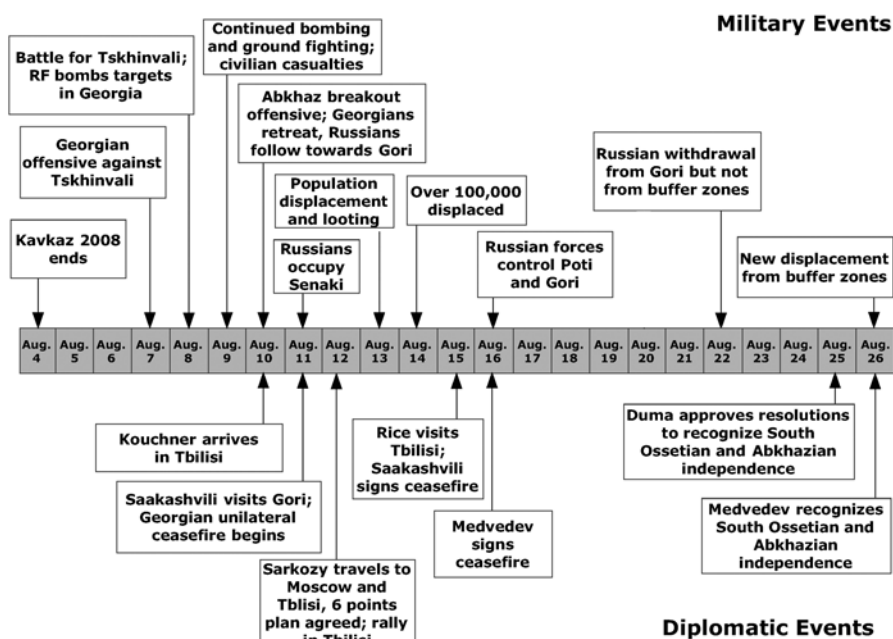 Military Events
Battle for Tskhinvali;
RF bombs targets
in Georgia
Continued bombing
and ground fighting;
civilian casualties
Abkhaz breakout
offensive; Georgians
retreat, Russians
follow towards Gori
Georgian
offensive against
Tskhinvali
Population
displacement
and looting
Over 100,000
displaced
Russian withdrawal
from Gori but not
from buffer zones
Kavkaz 2008
ends
Russians
occupy
Senaki
Russian forces
control Poti
and Gori
New displacement
from buffer zones
Aug. 4
Aug. 5
Aug. 6
Aug. 7
Aug. 8
Aug. 9
Aug. 10
Aug. 11
Aug. 12
Aug. 13
Aug. 14
Aug. 15
Aug. 16
Aug. 17
Aug. 18
Aug. 19
Aug. 20
Aug. 21
Aug. 22
Aug. 23
Aug. 24
Aug. 25
Aug. 26
Kouchner arrives
in Tbilisi
Saakashvili visits Gori;
Georgian unilateral
ceasefire begins
Sarkozy travels to
Moscow and
Tblisi, 6 points
plan agreed; rally
in Tbilisi
Rice visits
Tbilisi;
Saakashvili
signs ceasefire
Medvedev
signs
ceasefire
Duma approves resolutions
to recognize South
Ossetian and Abkhazian
independence
Medvedev recognizes
South Ossetian and
Abkhazian
independence
Diplomatic Events